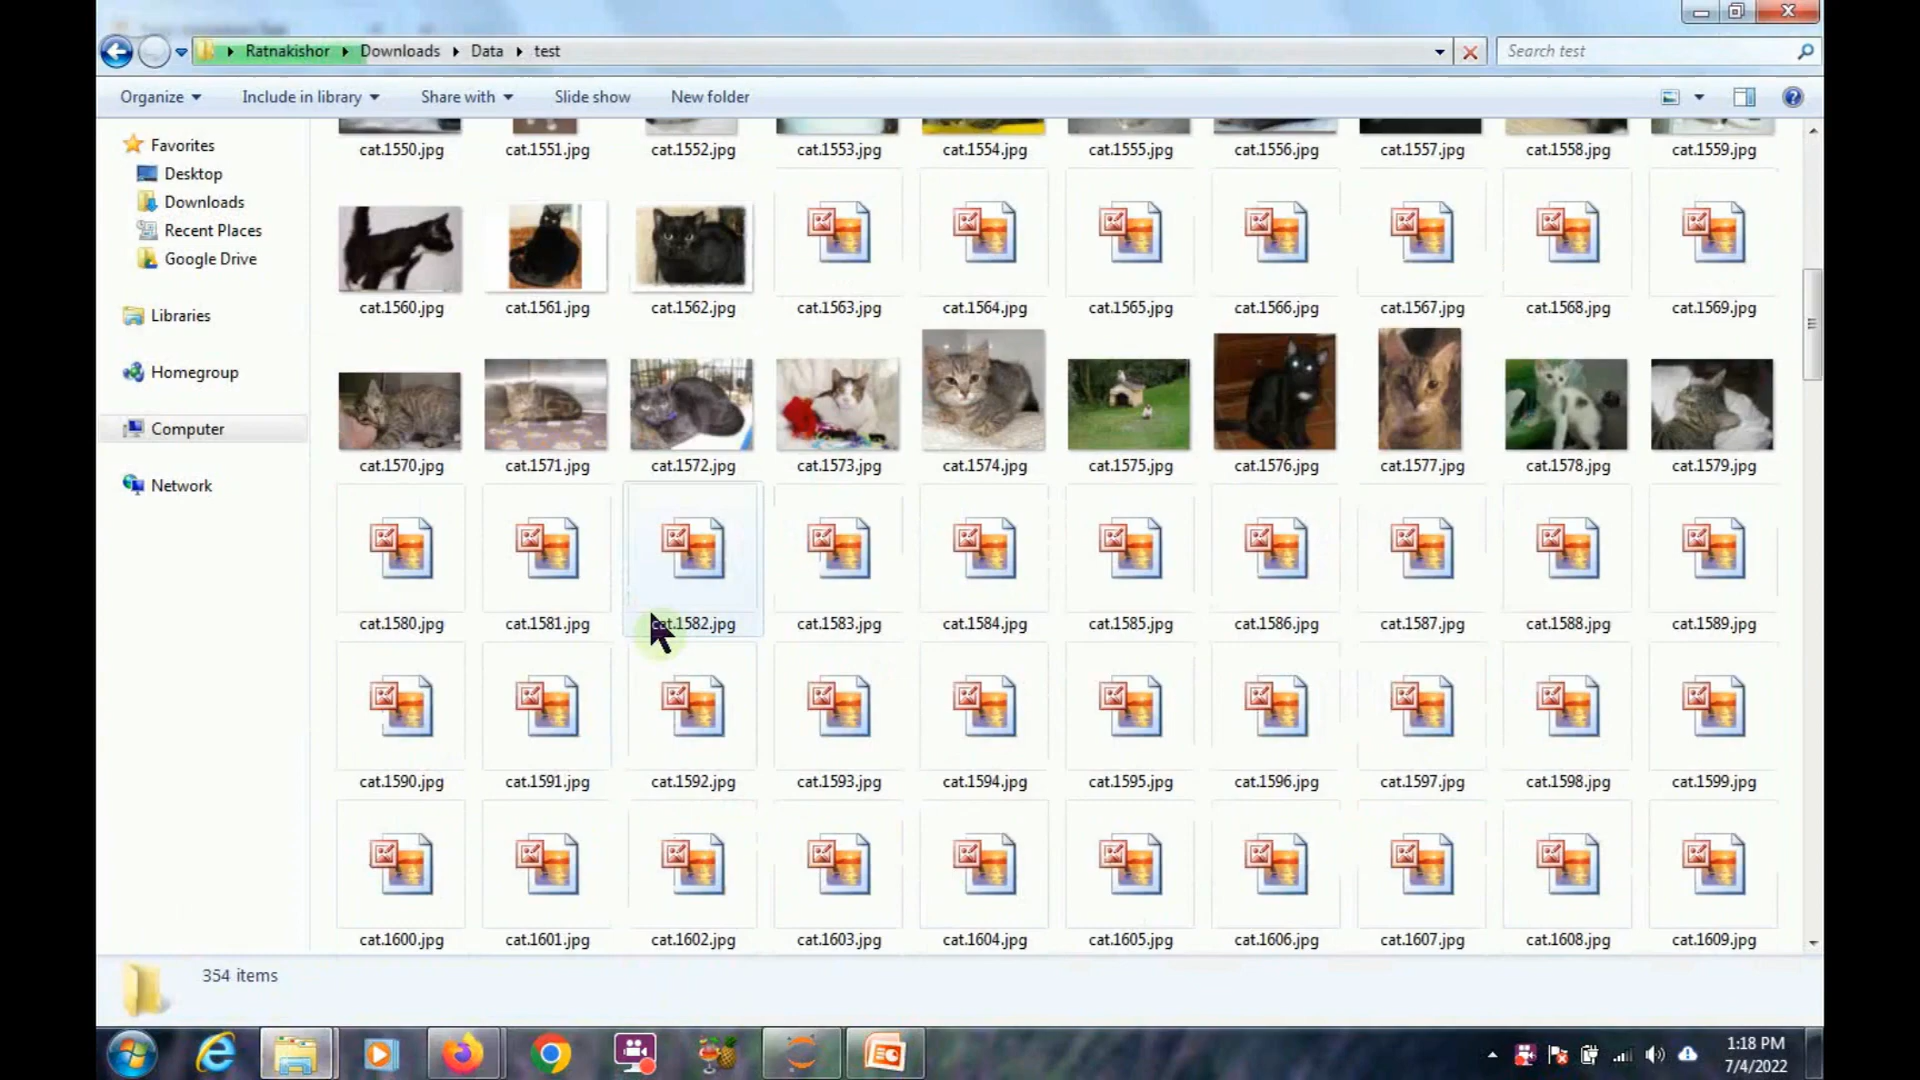 Ratnakishor Downloads Data test
Search test
Organize Include in library Share with Slide show New folder
Favorites
Desktop
Downloads
Recent Places
Google Drive
Libraries
Homegroup
Computer
Network
cat.1550.jpg cat.1551.jpg cat.1552.jpg cat.1553.jpg cat.1554.jpg cat.1555.jpg cat.1556.jpg cat.1557.jpg cat.1558.jpg cat.1559.jpg
cat.1560.jpg cat.1561.jpg cat.1562.jpg cat.1563.jpg cat.1564.jpg cat.1565.jpg cat.1566.jpg cat.1567.jpg cat.1568.jpg cat.1569.jpg
cat.1570.jpg cat.1571.jpg cat.1572.jpg cat.1573.jpg cat.1574.jpg cat.1575.jpg cat.1576.jpg cat.1577.jpg cat.1578.jpg cat.1579.jpg
cat.1580.jpg cat.1581.jpg cat.1582.jpg cat.1583.jpg cat.1584.jpg cat.1585.jpg cat.1586.jpg cat.1587.jpg cat.1588.jpg cat.1589.jpg
cat.1590.jpg cat.1591.jpg cat.1592.jpg cat.1593.jpg cat.1594.jpg cat.1595.jpg cat.1596.jpg cat.1597.jpg cat.1598.jpg cat.1599.jpg
cat.1600.jpg cat.1601.jpg cat.1602.jpg cat.1603.jpg cat.1604.jpg cat.1605.jpg cat.1606.jpg cat.1607.jpg cat.1608.jpg cat.1609.jpg
354 items
1:18 PM
7/4/2022